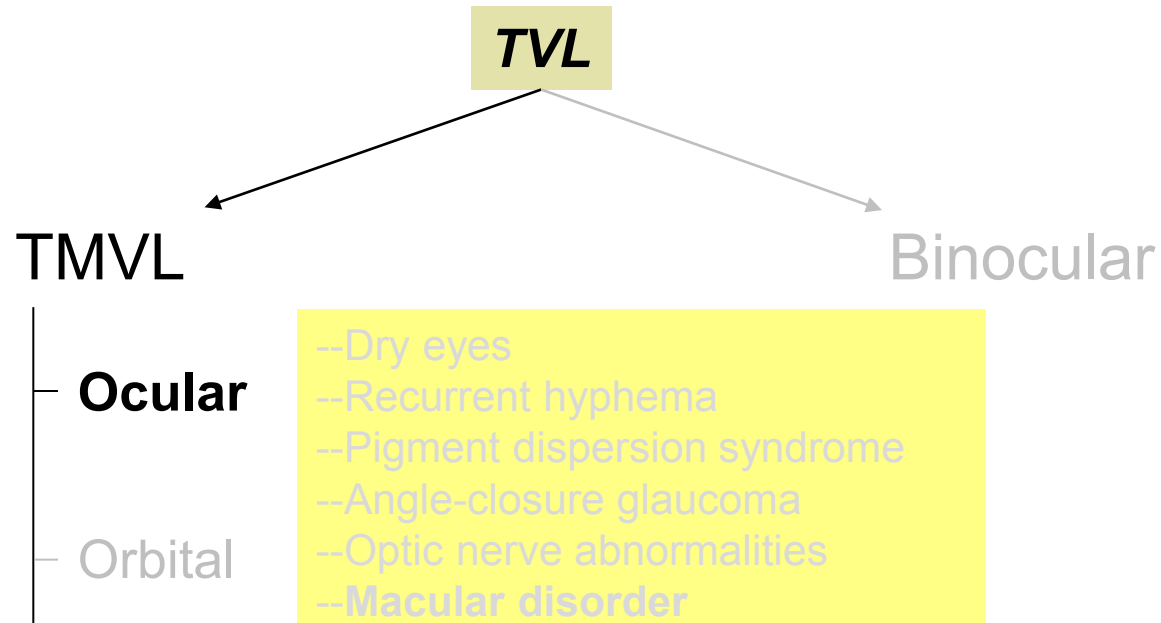 TVL
TMVL
Binocular
Ocular
--Dry eyes
--Recurrent hyphema
--Pigment dispersion syndrome
--Angle-closure glaucoma
--Optic nerve abnormalities
--Macular disorder
Orbital